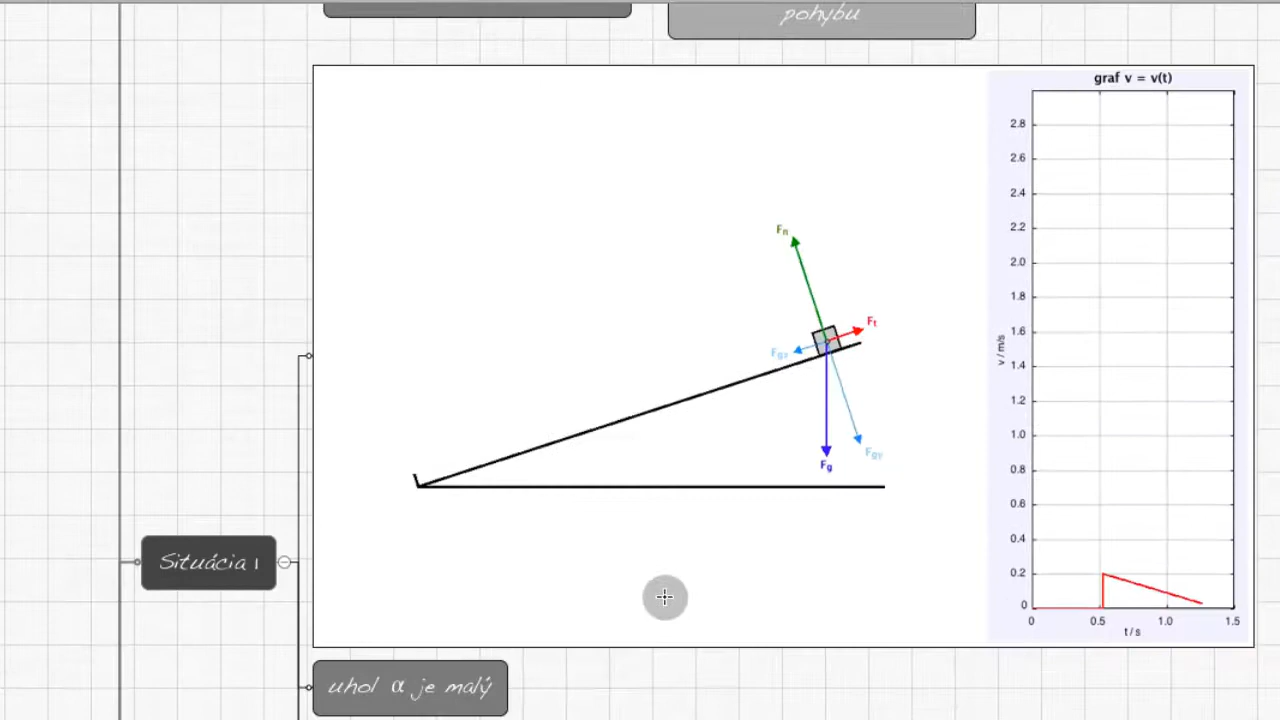 pohybu
graf v = v(t)
2.8
2.6
2.4
2.2
2.0
1.8
1.6
1.4
1.2
1.0
0.8
0.6
0.4
0.2
0
v / m/s
0
0.5
1.0
1.5
t / s
Fn
Ft
Fgx
Fgy
Fg
Situácia 1
uhol α je malý